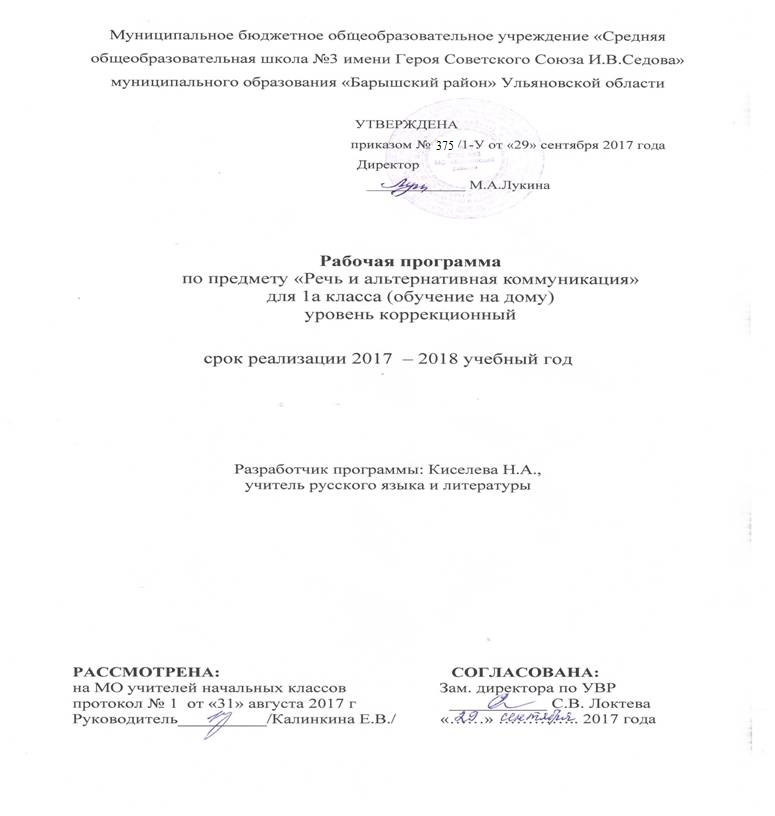 Муниципальное бюджетное общеобразовательное учреждение «Средняя
общеобразовательная школа №3 имени Героя Советского Союза И.В.Седова»
муниципального образования «Барышский район» Ульяновской области
УТВЕРЖДЕНА
приказом № 375 /1-У от «29» сентября 2017 года
Директор
______________ М.А.Лукина
Рабочая программа
по предмету «Речь и альтернативная коммуникация»
для 1а класса (обучение на дому)
уровень коррекционный
срок реализации 2017 – 2018 учебный год
Разработчик программы: Киселева Н.А.,
учитель русского языка и литературы
РАССМОТРЕНА:
на МО учителей начальных классов
протокол № 1 от «31» августа 2017 г
Руководитель____________/Калинкина Е.В./
СОГЛАСОВАНА:
Зам. директора по УВР
_____________ С.В. Локтева
«29» сентября 2017 года